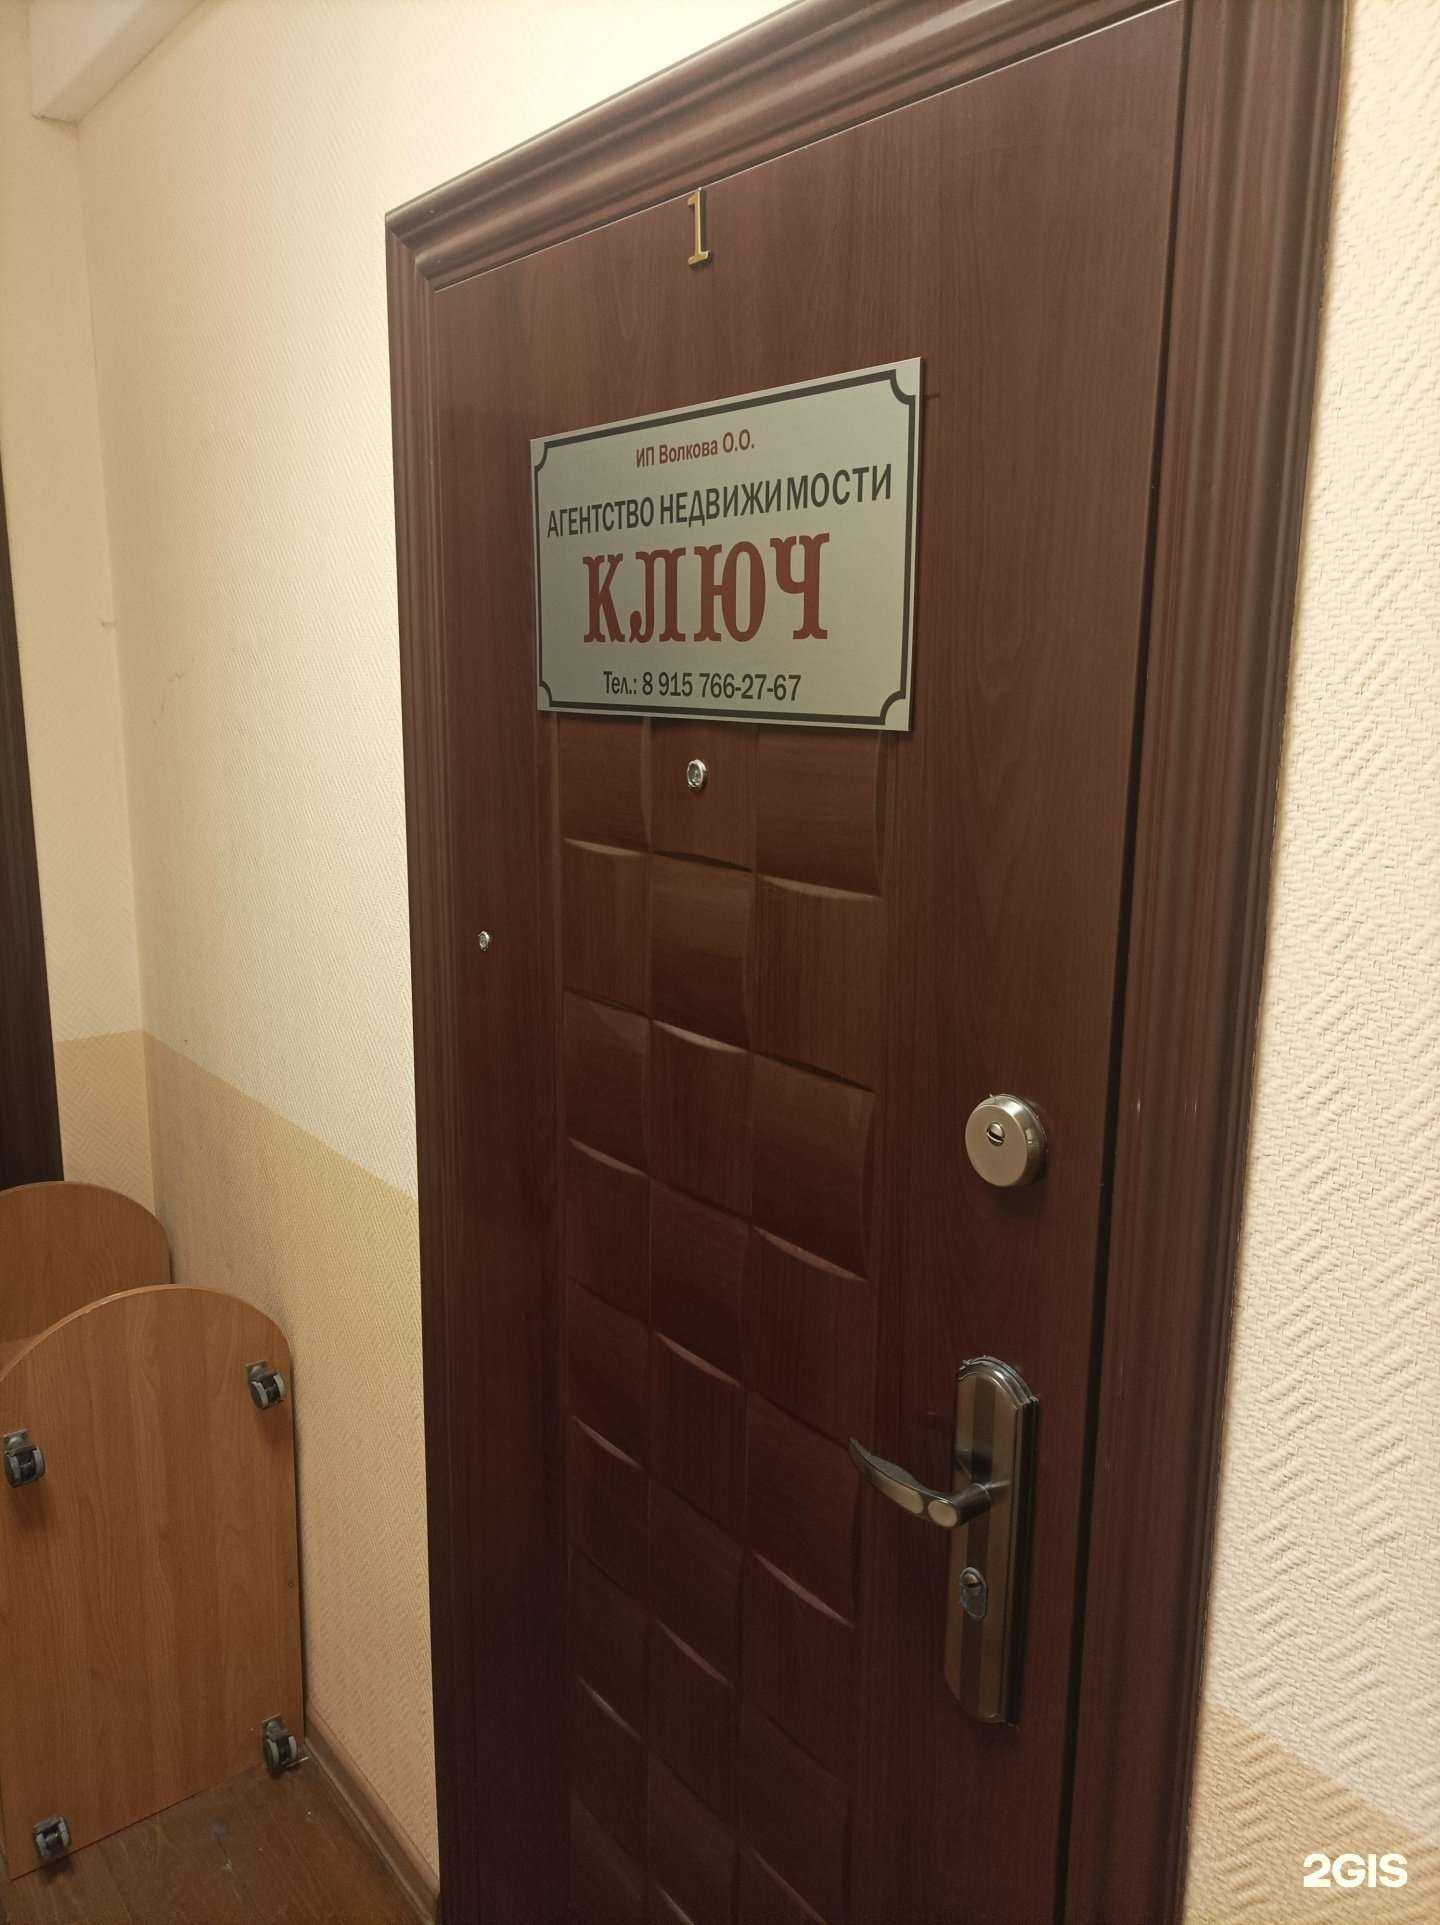 1
ИП Волкова О.О.
АГЕНТСТВО НЕДВИЖИМОСТИ
КЛЮЧ
Тел.: 8 915 766-27-67
2GIS